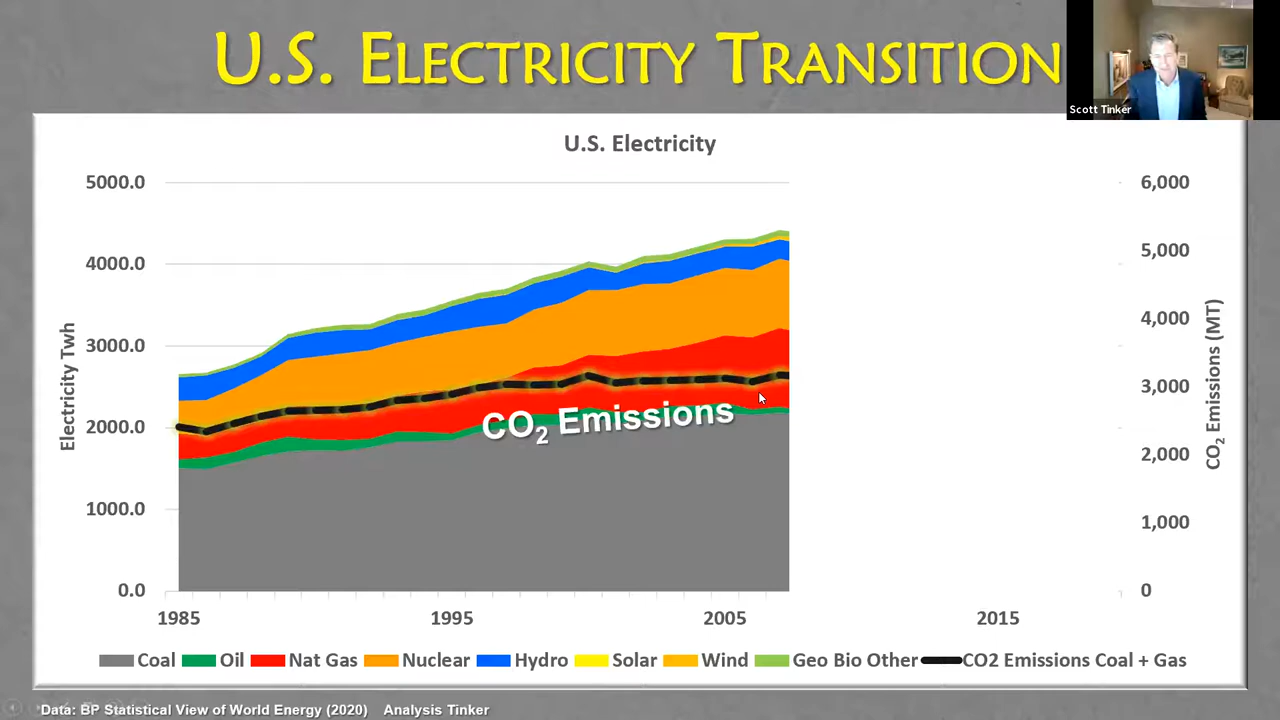 U.S. ELECTRICITY TRANSITION
Scott Tinker
U.S. Electricity
5000.0
4000.0
3000.0
2000.0
1000.0
0.0
Electricity Twh
6,000
5,000
4,000
3,000
2,000
1,000
0
CO₂ Emissions (MT)
CO₂ Emissions
1985 1995 2005 2015
Coal Oil Nat Gas Nuclear Hydro Solar Wind Geo Bio Other CO2 Emissions Coal + Gas
Data: BP Statistical View of World Energy (2020) Analysis Tinker